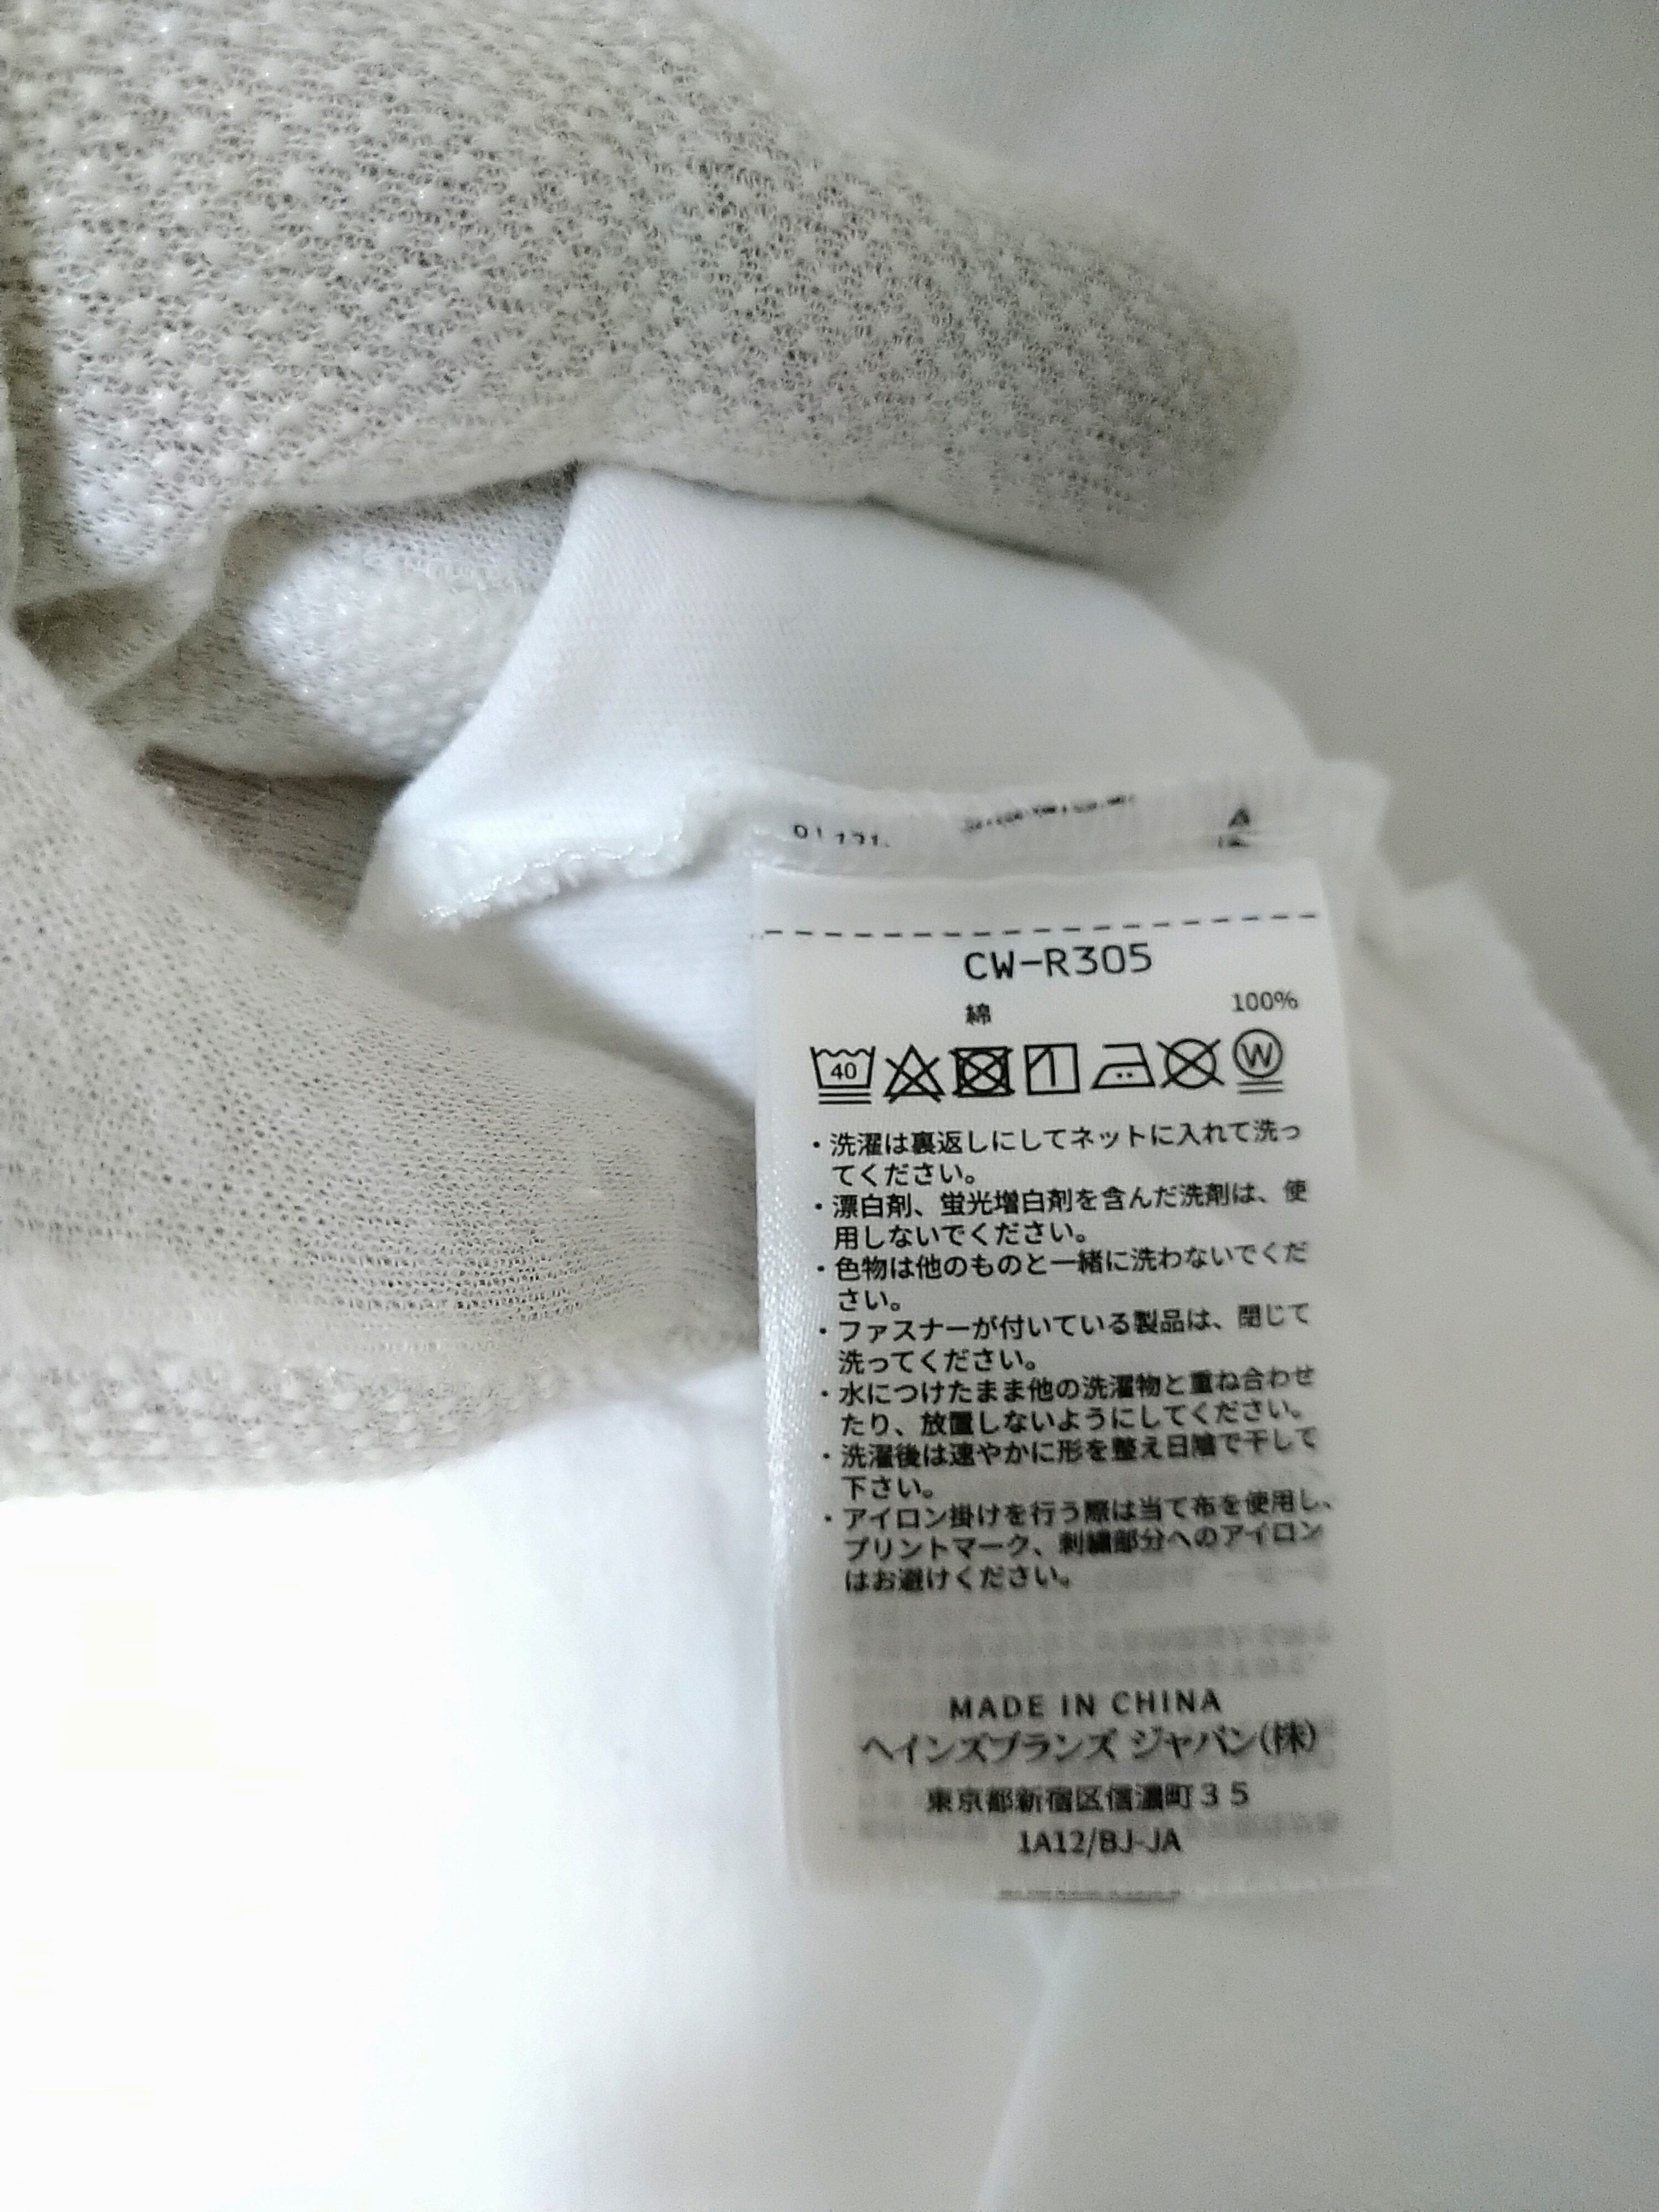 CW-R305
綿 100%
40
W
・洗濯は裏返しにしてネットに入れて洗っ
てください。
・漂白剤、蛍光増白剤を含んだ洗剤は、使
用しないでください。
・色物は他のものと一緒に洗わないでくだ
さい。
・ファスナーが付いている製品は、閉じて
洗ってください。
・水につけたまま他の洗濯物と重ね合わせ
たり、放置しないようにしてください。
・洗濯後は速やかに形を整え日陰で干して
下さい。
・アイロン掛けを行う際は当て布を使用し、
プリントマーク、刺繍部分へのアイロン
はお避けください。
MADE IN CHINA
ヘインズブランズ ジャパン(株)
東京都新宿区信濃町35
1A12/BJ-JA